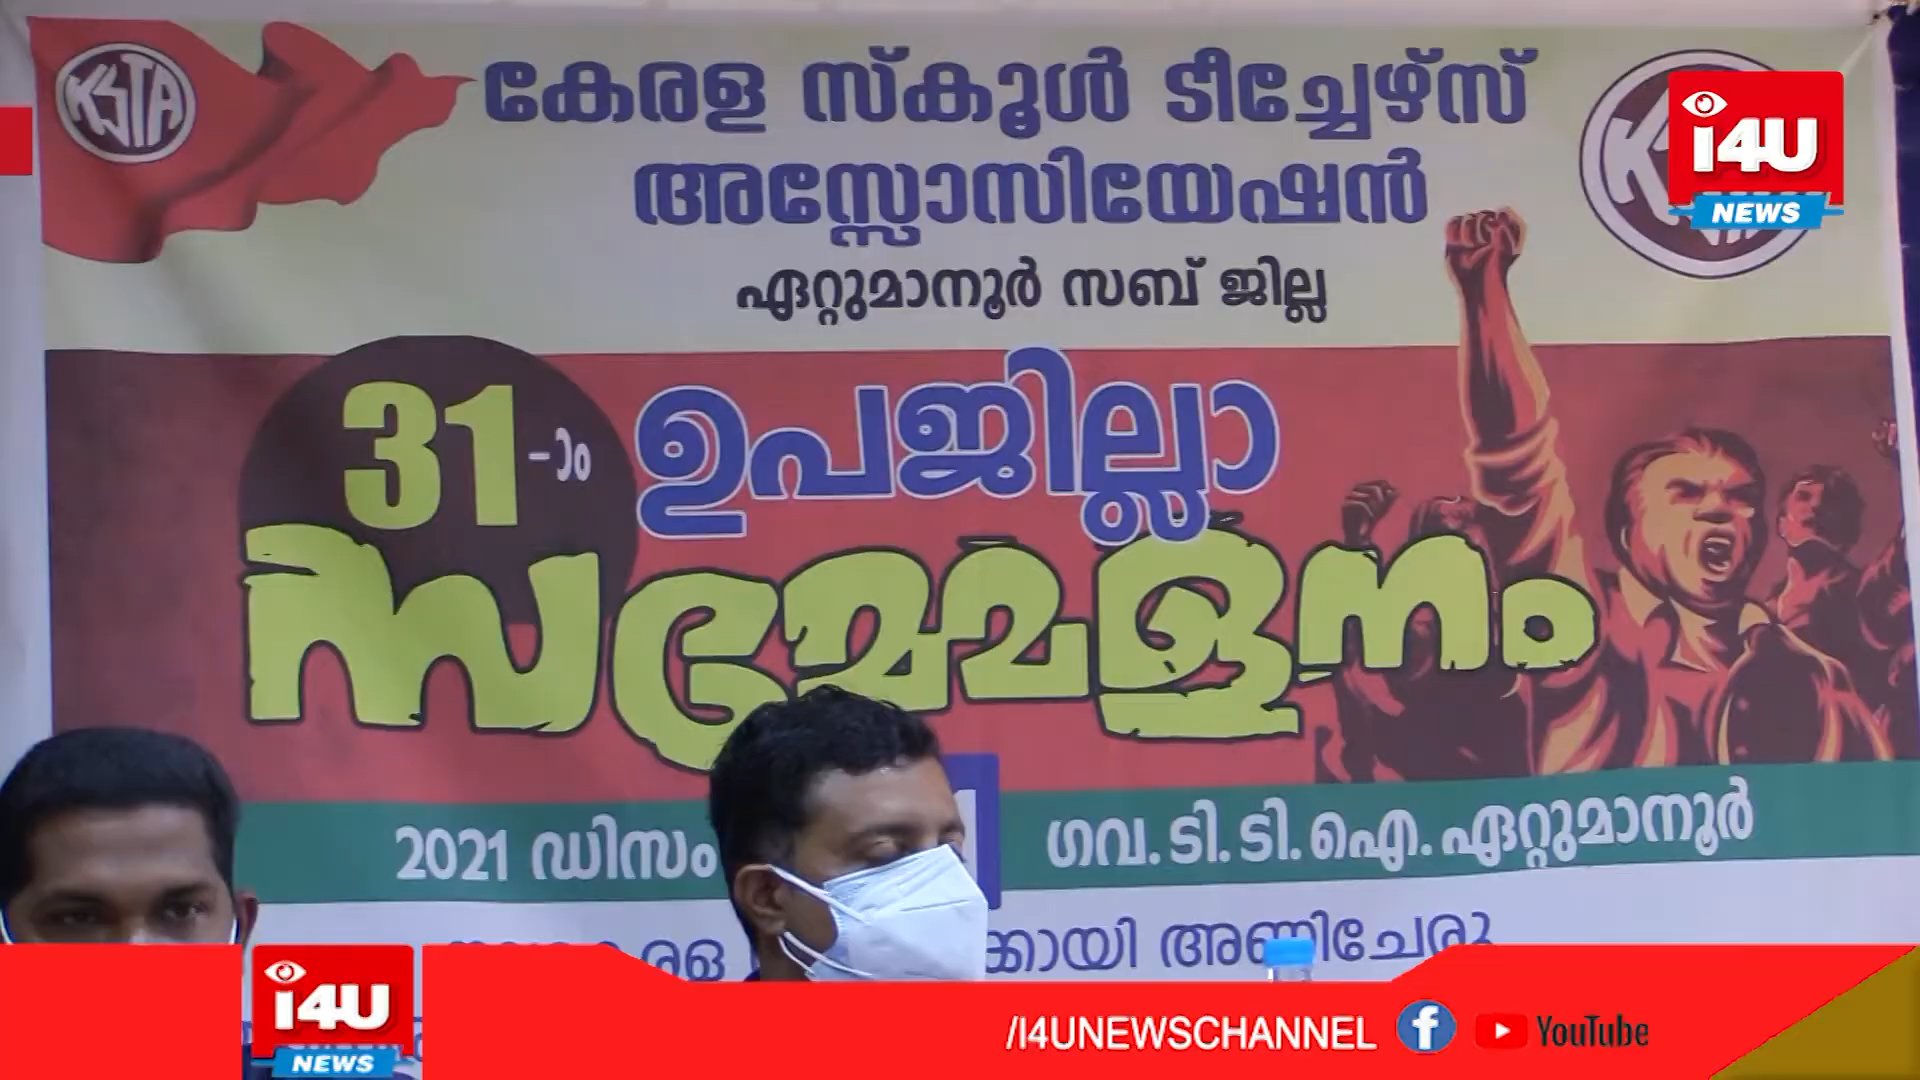 KSTA
കേരള സ്കൂൾ ടീച്ചേഴ്സ്
അസ്സോസിയേഷൻ
ഏറ്റുമാനൂർ സബ് ജില്ല
i4U
NEWS
31-ാം ഉപജില്ലാ
സമ്മേളനം
2021 ഡിസം
ഗവ. ടി. ടി. ഐ. ഏറ്റുമാനൂർ
ക്കായി അണിചേരൂ
i4U
NEWS
/I4UNEWSCHANNEL
YouTube